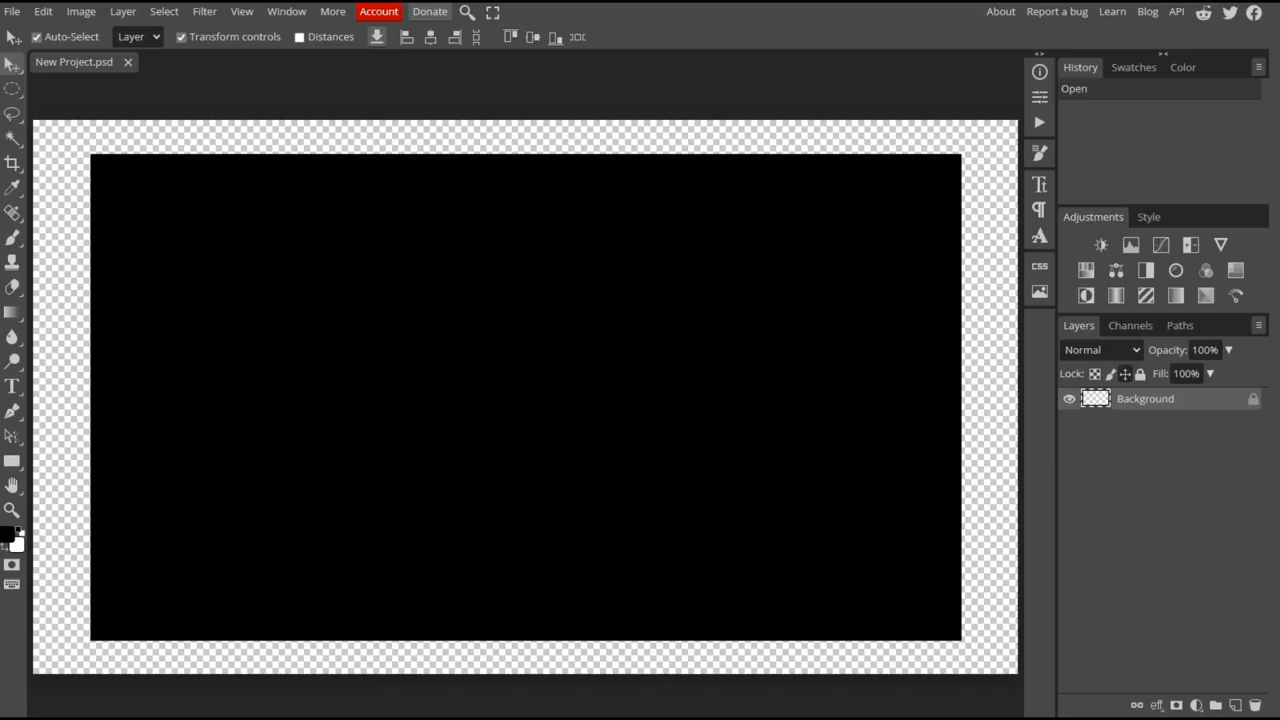 File Edit Image Layer Select Filter View Window More Account Donate About Report a bug Learn Blog API
Auto-Select Layer Transform controls Distances
New Project.psd
History Swatches Color
Open
Adjustments Style
CSS
Layers Channels Paths
Normal Opacity: 100%
Lock: Fill: 100%
Background
eff